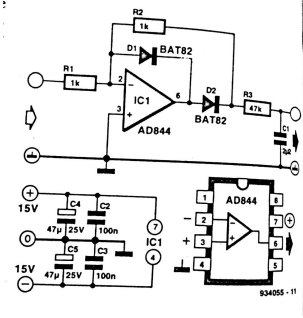 R2
1k
D1 BAT82
R1
1k
2
−
IC1
6
3
+
AD844
D2
BAT82
R3
47k
C1
2µ2
+
15V
C4
47µ 25V
C2
100n
7
0
IC1
C5
47µ 25V
C3
100n
4
15V
−
AD844
1
8
− 2
7 +
+ 3
6
4
5
934055 - 11